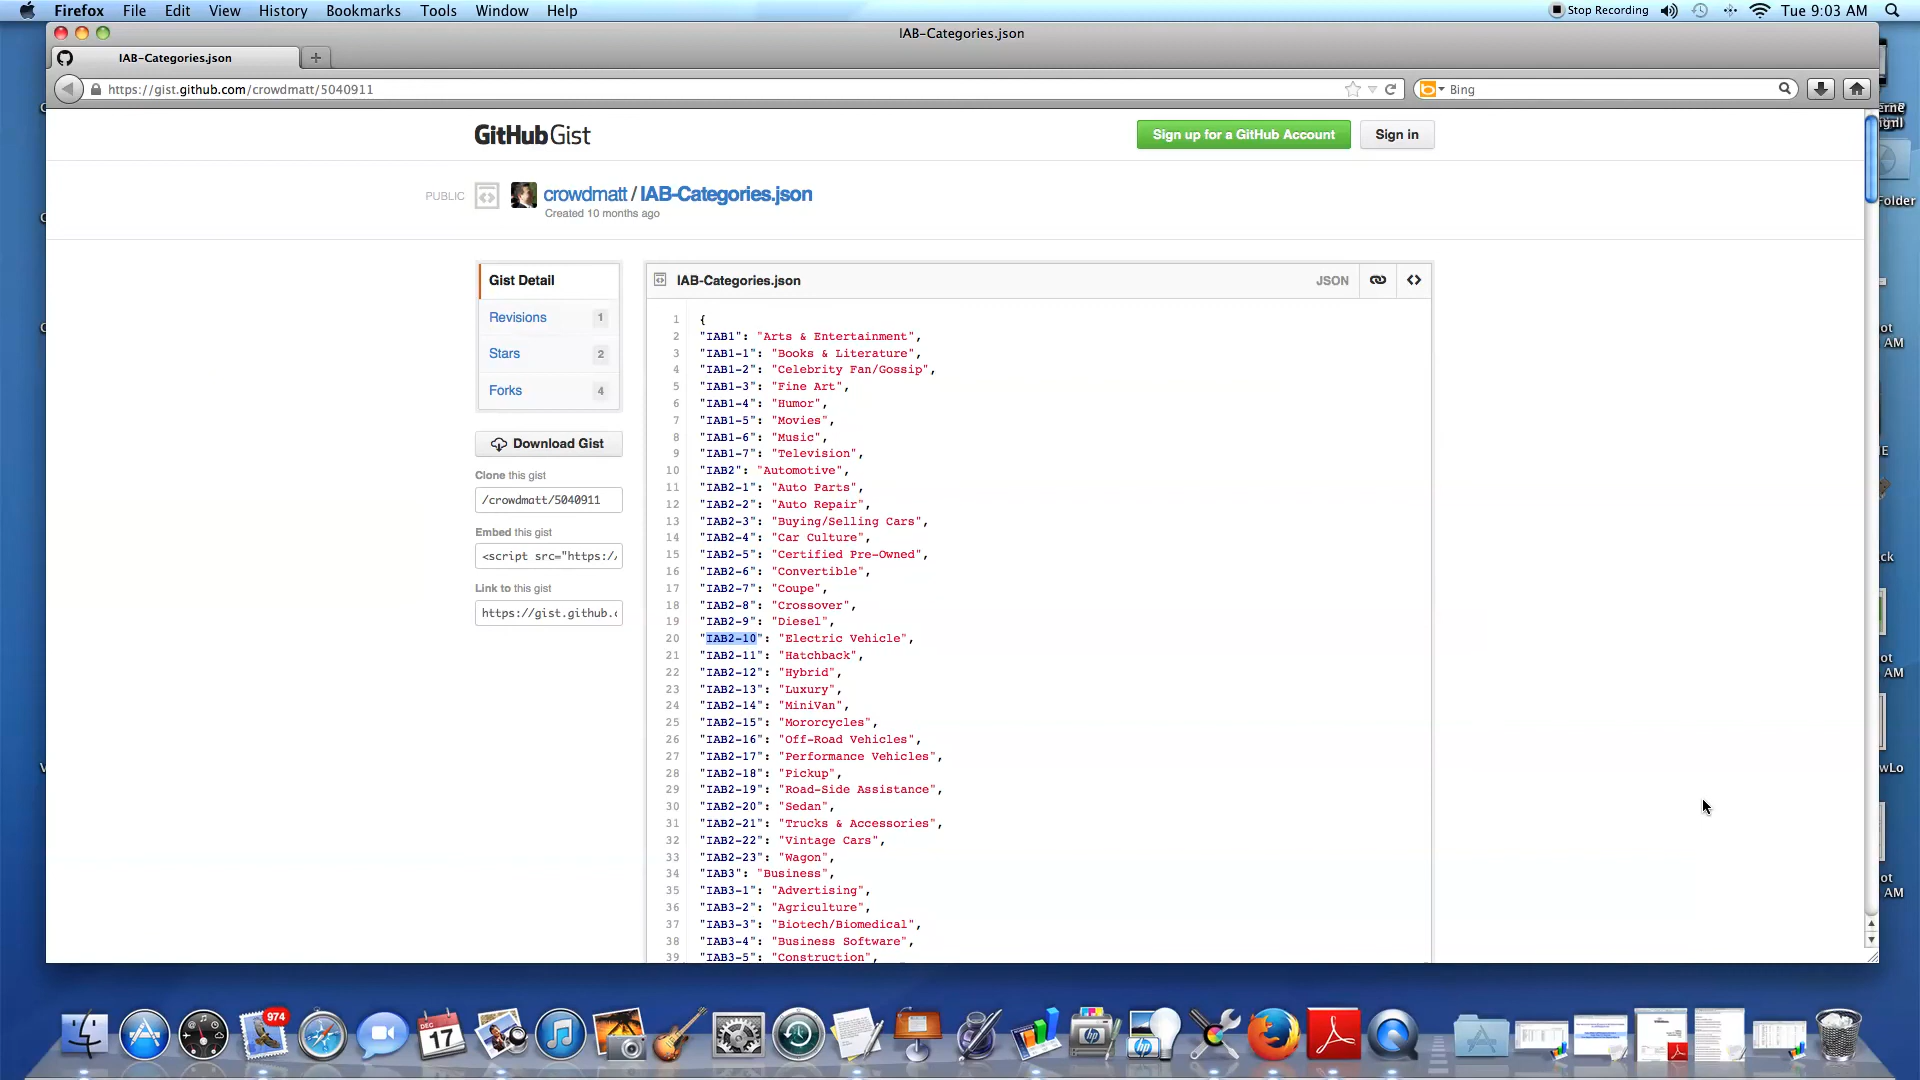 Firefox File Edit View History Bookmarks Tools Window Help
Stop Recording Tue 9:03 AM
IAB-Categories.json
IAB-Categories.json
https://gist.github.com/crowdmatt/5040911
Bing
GitHub Gist
Sign up for a GitHub Account
Sign in
PUBLIC
crowdmatt / IAB-Categories.json
Created 10 months ago
Gist Detail
Revisions 1
Stars 2
Forks 4
Download Gist
Clone this gist
/crowdmatt/5040911
Embed this gist
<script src="https:/
Link to this gist
https://gist.github.
IAB-Categories.json JSON
1 {
2 "IAB1": "Arts & Entertainment",
3 "IAB1-1": "Books & Literature",
4 "IAB1-2": "Celebrity Fan/Gossip",
5 "IAB1-3": "Fine Art",
6 "IAB1-4": "Humor",
7 "IAB1-5": "Movies",
8 "IAB1-6": "Music",
9 "IAB1-7": "Television",
10 "IAB2": "Automotive",
11 "IAB2-1": "Auto Parts",
12 "IAB2-2": "Auto Repair",
13 "IAB2-3": "Buying/Selling Cars",
14 "IAB2-4": "Car Culture",
15 "IAB2-5": "Certified Pre-Owned",
16 "IAB2-6": "Convertible",
17 "IAB2-7": "Coupe",
18 "IAB2-8": "Crossover",
19 "IAB2-9": "Diesel",
20 "IAB2-10": "Electric Vehicle",
21 "IAB2-11": "Hatchback",
22 "IAB2-12": "Hybrid",
23 "IAB2-13": "Luxury",
24 "IAB2-14": "MiniVan",
25 "IAB2-15": "Mororcycles",
26 "IAB2-16": "Off-Road Vehicles",
27 "IAB2-17": "Performance Vehicles",
28 "IAB2-18": "Pickup",
29 "IAB2-19": "Road-Side Assistance",
30 "IAB2-20": "Sedan",
31 "IAB2-21": "Trucks & Accessories",
32 "IAB2-22": "Vintage Cars",
33 "IAB2-23": "Wagon",
34 "IAB3": "Business",
35 "IAB3-1": "Advertising",
36 "IAB3-2": "Agriculture",
37 "IAB3-3": "Biotech/Biomedical",
38 "IAB3-4": "Business Software",
39 "IAB3-5": "Construction",
Folder
ot
AM
ot
AM
ot
AM
974
DEC
17